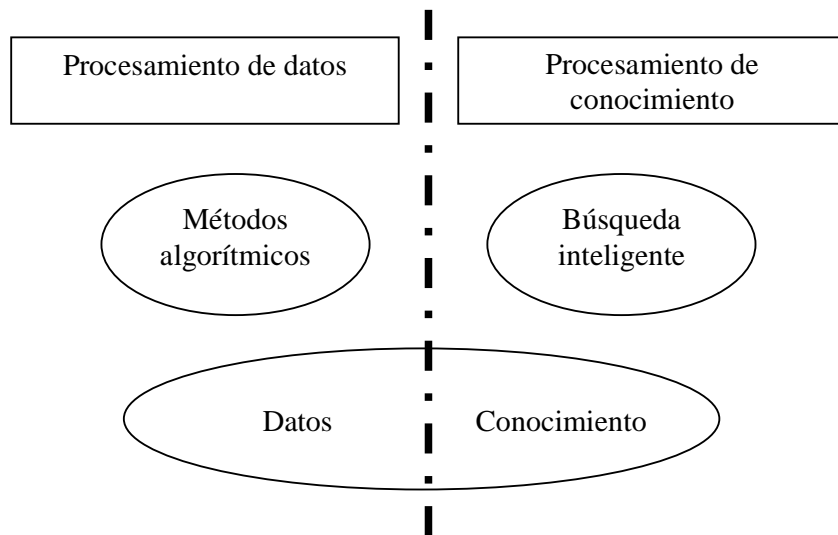 Procesamiento de datos
Procesamiento de
conocimiento
Métodos
algorítmicos
Búsqueda
inteligente
Datos
Conocimiento